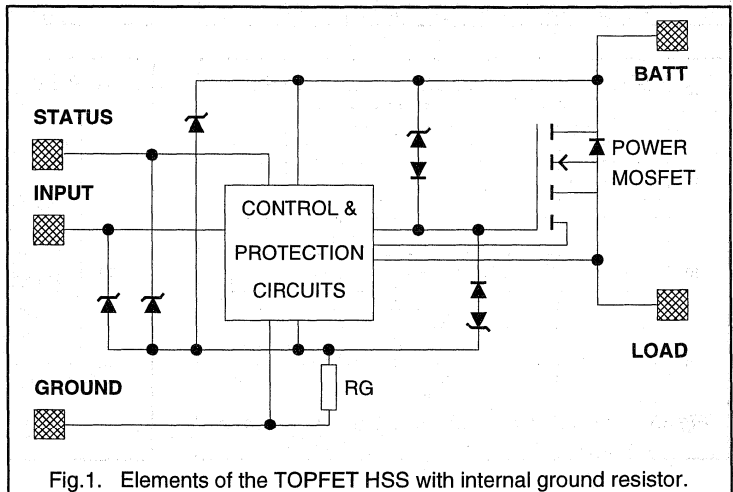 BATT
STATUS
POWER
MOSFET
INPUT
CONTROL &
PROTECTION
CIRCUITS
LOAD
GROUND
RG
Fig.1. Elements of the TOPFET HSS with internal ground resistor.